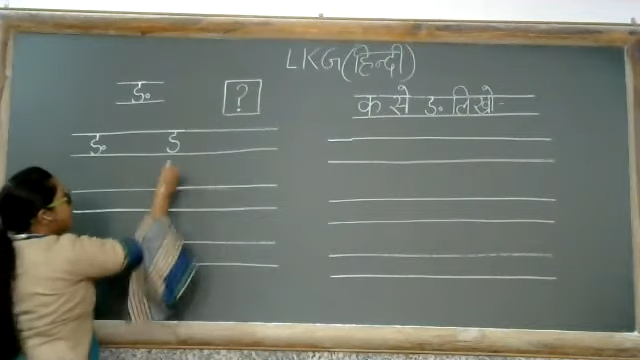 LKG(हिन्दी)
ङ
?
क से ङ लिखो-
ङ ड